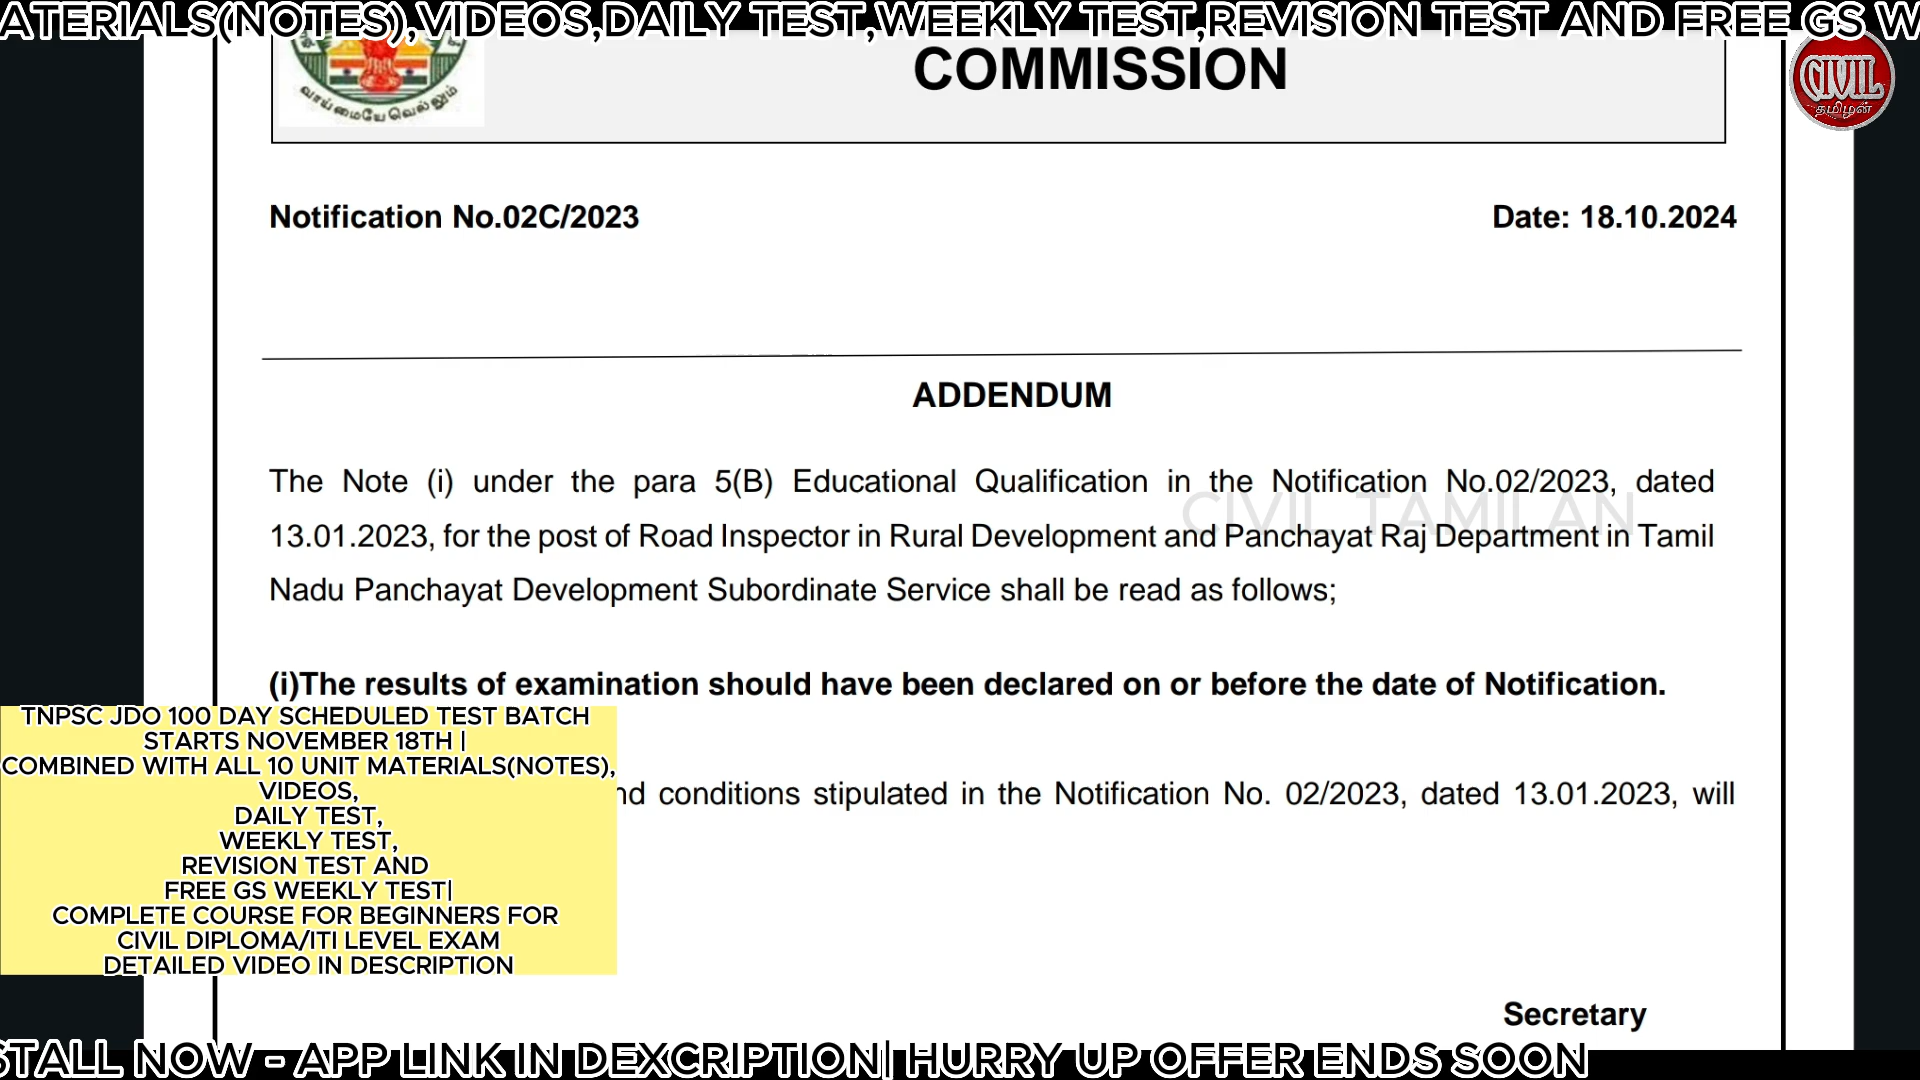 ATERIALS(NOTES),VIDEOS,DAILY TEST,WEEKLY TEST,REVISION TEST AND FREE GS W
COMMISSION
வாய்மையே வெல்லும்
CIVIL
தமிழன்
Notification No.02C/2023 Date: 18.10.2024
ADDENDUM
The Note (i) under the para 5(B) Educational Qualification in the Notification No.02/2023, dated
CIVIL TAMILAN
13.01.2023, for the post of Road Inspector in Rural Development and Panchayat Raj Department in Tamil
Nadu Panchayat Development Subordinate Service shall be read as follows;
(i)The results of examination should have been declared on or before the date of Notification.
TNPSC JDO 100 DAY SCHEDULED TEST BATCH
STARTS NOVEMBER 18TH |
COMBINED WITH ALL 10 UNIT MATERIALS(NOTES),
VIDEOS,
DAILY TEST,
WEEKLY TEST,
REVISION TEST AND
FREE GS WEEKLY TEST|
COMPLETE COURSE FOR BEGINNERS FOR
CIVIL DIPLOMA/ITI LEVEL EXAM
DETAILED VIDEO IN DESCRIPTION
nd conditions stipulated in the Notification No. 02/2023, dated 13.01.2023, will
Secretary
STALL NOW - APP LINK IN DEXCRIPTION| HURRY UP OFFER ENDS SOON